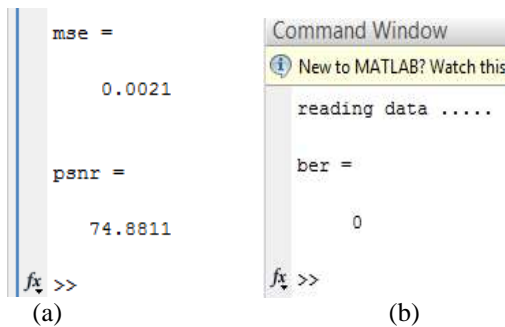 mse =
0.0021
psnr =
74.8811
fx >>
(a)
Command Window
New to MATLAB? Watch this
reading data .....
ber =
0
fx >>
(b)